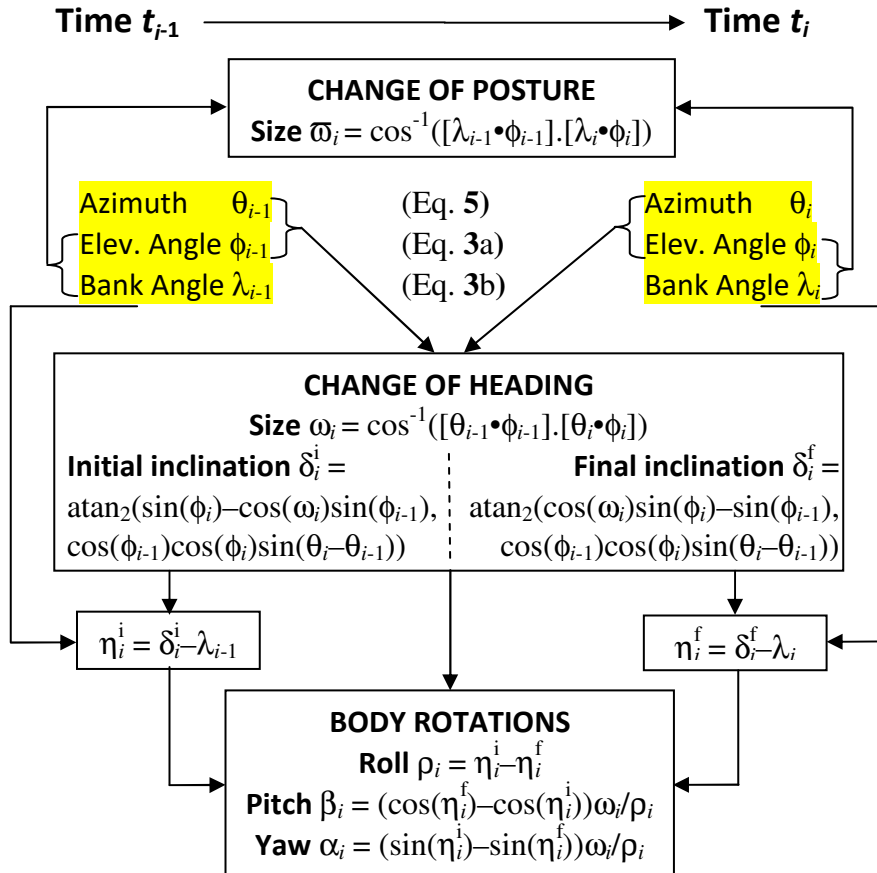 Time tᵢ₋₁ Time tᵢ
CHANGE OF POSTURE
Size ϖᵢ = cos⁻¹([λᵢ₋₁•ϕᵢ₋₁].[λᵢ•ϕᵢ])
Azimuth θᵢ₋₁ (Eq. 5) Azimuth θᵢ
Elev. Angle ϕᵢ₋₁ (Eq. 3a) Elev. Angle ϕᵢ
Bank Angle λᵢ₋₁ (Eq. 3b) Bank Angle λᵢ
CHANGE OF HEADING
Size ωᵢ = cos⁻¹([θᵢ₋₁•ϕᵢ₋₁].[θᵢ•ϕᵢ])
Initial inclination δᵢⁱ =
atan₂(sin(ϕᵢ)–cos(ωᵢ)sin(ϕᵢ₋₁),
cos(ϕᵢ₋₁)cos(ϕᵢ)sin(θᵢ–θᵢ₋₁))
Final inclination δᵢᶠ =
atan₂(cos(ωᵢ)sin(ϕᵢ)–sin(ϕᵢ₋₁),
cos(ϕᵢ₋₁)cos(ϕᵢ)sin(θᵢ–θᵢ₋₁))
ηᵢⁱ = δᵢⁱ–λᵢ₋₁
ηᵢᶠ = δᵢᶠ–λᵢ
BODY ROTATIONS
Roll ρᵢ = ηᵢⁱ–ηᵢᶠ
Pitch βᵢ = (cos(ηᵢᶠ)–cos(ηᵢⁱ))ωᵢ/ρᵢ
Yaw αᵢ = (sin(ηᵢⁱ)–sin(ηᵢᶠ))ωᵢ/ρᵢ